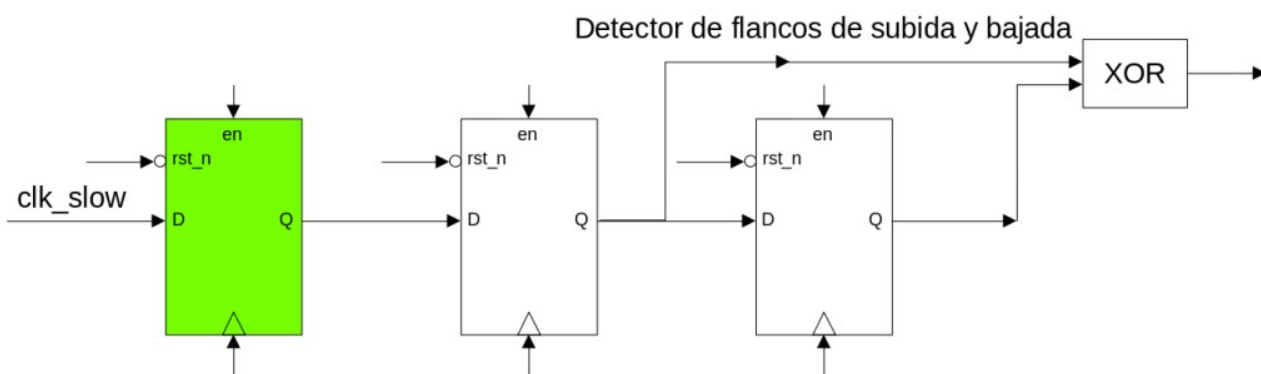 Detector de flancos de subida y bajada
XOR
en
rst_n
clk_slow
D
Q
en
rst_n
D
Q
en
rst_n
D
Q